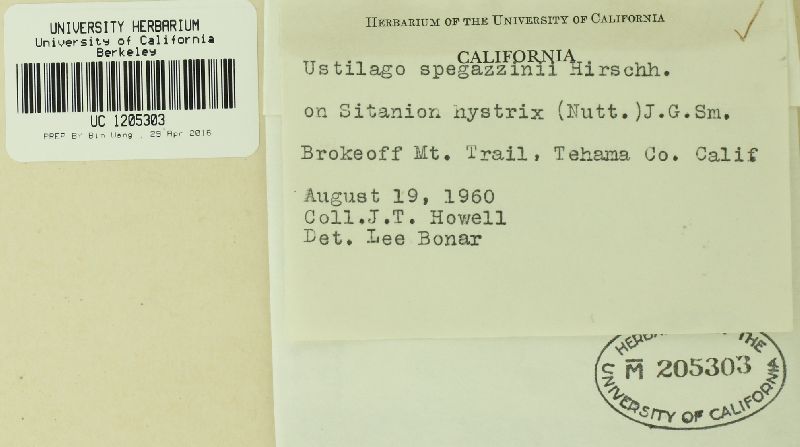 UNIVERSITY HERBARIUM
University of California
Berkeley
UC 1205303
PREP BY Bin Wang , 25 Apr 2016
HERBARIUM OF THE UNIVERSITY OF CALIFORNIA
CALIFORNIA
Ustilago spegazzinii Hirschh.
on Sitanion hystrix (Nutt.)J.G.Sm.
Brokeoff Mt. Trail, Tehama Co. Calif
August 19, 1960
Coll.J.T. Howell
Det. Lee Bonar
THE
M 205303
UNIVERSITY OF CALIFORNIA